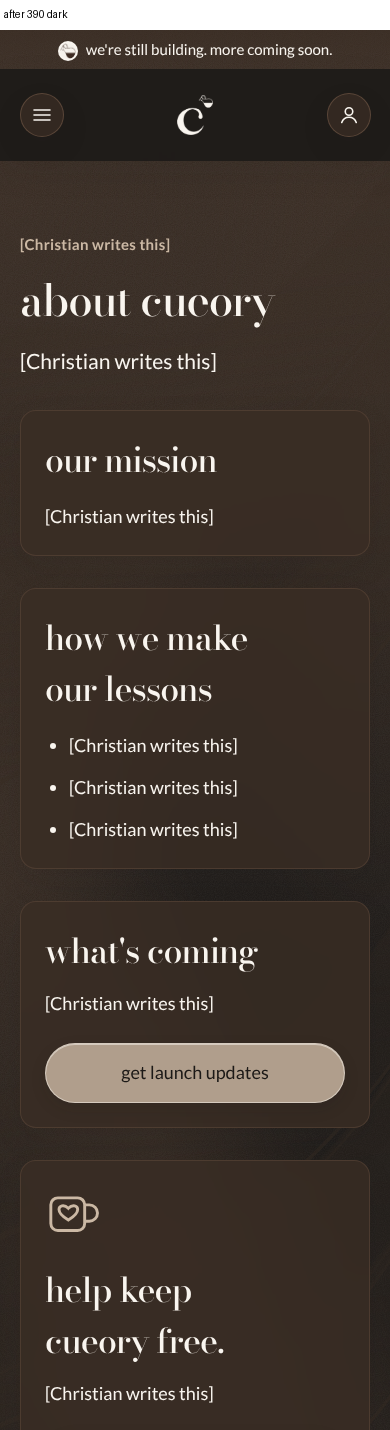 after 390 dark
we're still building. more coming soon.
c
[Christian writes this]
about cueory
[Christian writes this]
our mission
[Christian writes this]
how we make
our lessons
• [Christian writes this]
• [Christian writes this]
• [Christian writes this]
what's coming
[Christian writes this]
get launch updates
help keep
cueory free.
[Christian writes this]